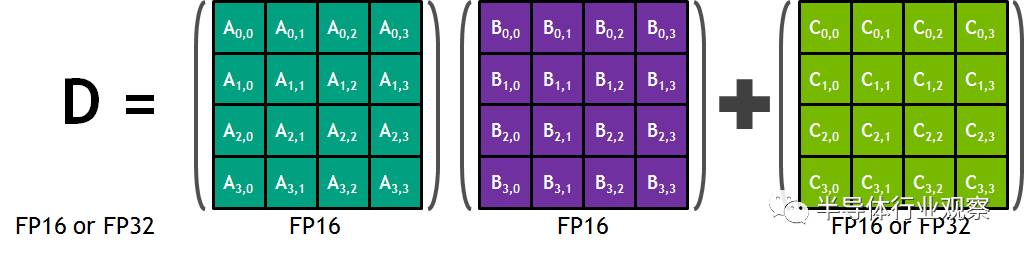 A0,0 A0,1 A0,2 A0,3 B0,0 B0,1 B0,2 B0,3 C0,0 C0,1 C0,2 C0,3
A1,0 A1,1 A1,2 A1,3 B1,0 B1,1 B1,2 B1,3 C1,0 C1,1 C1,2 C1,3
D =
A2,0 A2,1 A2,2 A2,3 B2,0 B2,1 B2,2 B2,3 C2,0 C2,1 C2,2 C2,3
A3,0 A3,1 A3,2 A3,3 B3,0 B3,1 B3,2 B3,3 C3,0 C3,1 C3,2 C3,3
半导体行业观察
FP16 or FP32 FP16 FP16 FP16 or FP32